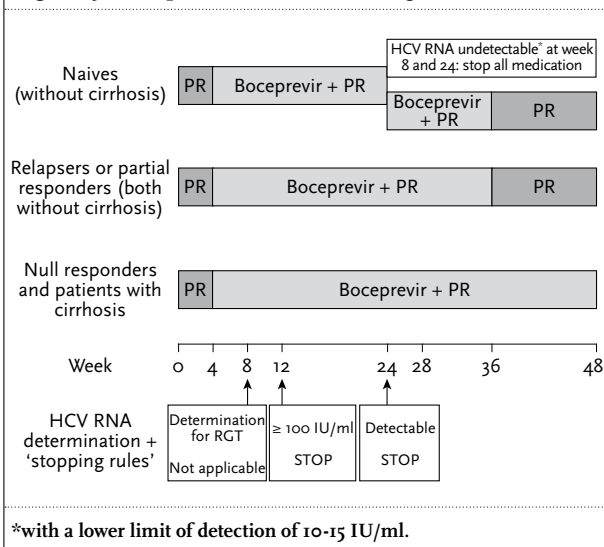 HCV RNA undetectable* at week
8 and 24: stop all medication
Naives
(without cirrhosis)
PR
Boceprevir + PR
Boceprevir
+ PR
PR
Relapsers or partial
responders (both
without cirrhosis)
PR
Boceprevir + PR
PR
Null responders
and patients with
cirrhosis
PR
Boceprevir + PR
Week
0 4 8 12 24 28 36 48
HCV RNA
determination +
'stopping rules'
Determination
for RGT
Not applicable
≥ 100 IU/ml
STOP
Detectable
STOP
*with a lower limit of detection of 10-15 IU/ml.